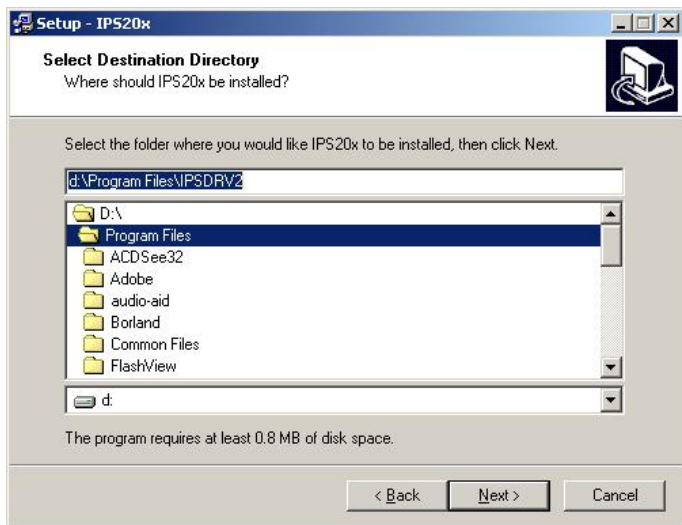 Setup - IPS20x
Select Destination Directory
Where should IPS20x be installed?
Select the folder where you would like IPS20x to be installed, then click Next.
d:\Program Files\IPSDRV2
D:\
Program Files
ACDSee32
Adobe
audio-aid
Borland
Common Files
FlashView
d:
The program requires at least 0.8 MB of disk space.
< Back Next > Cancel